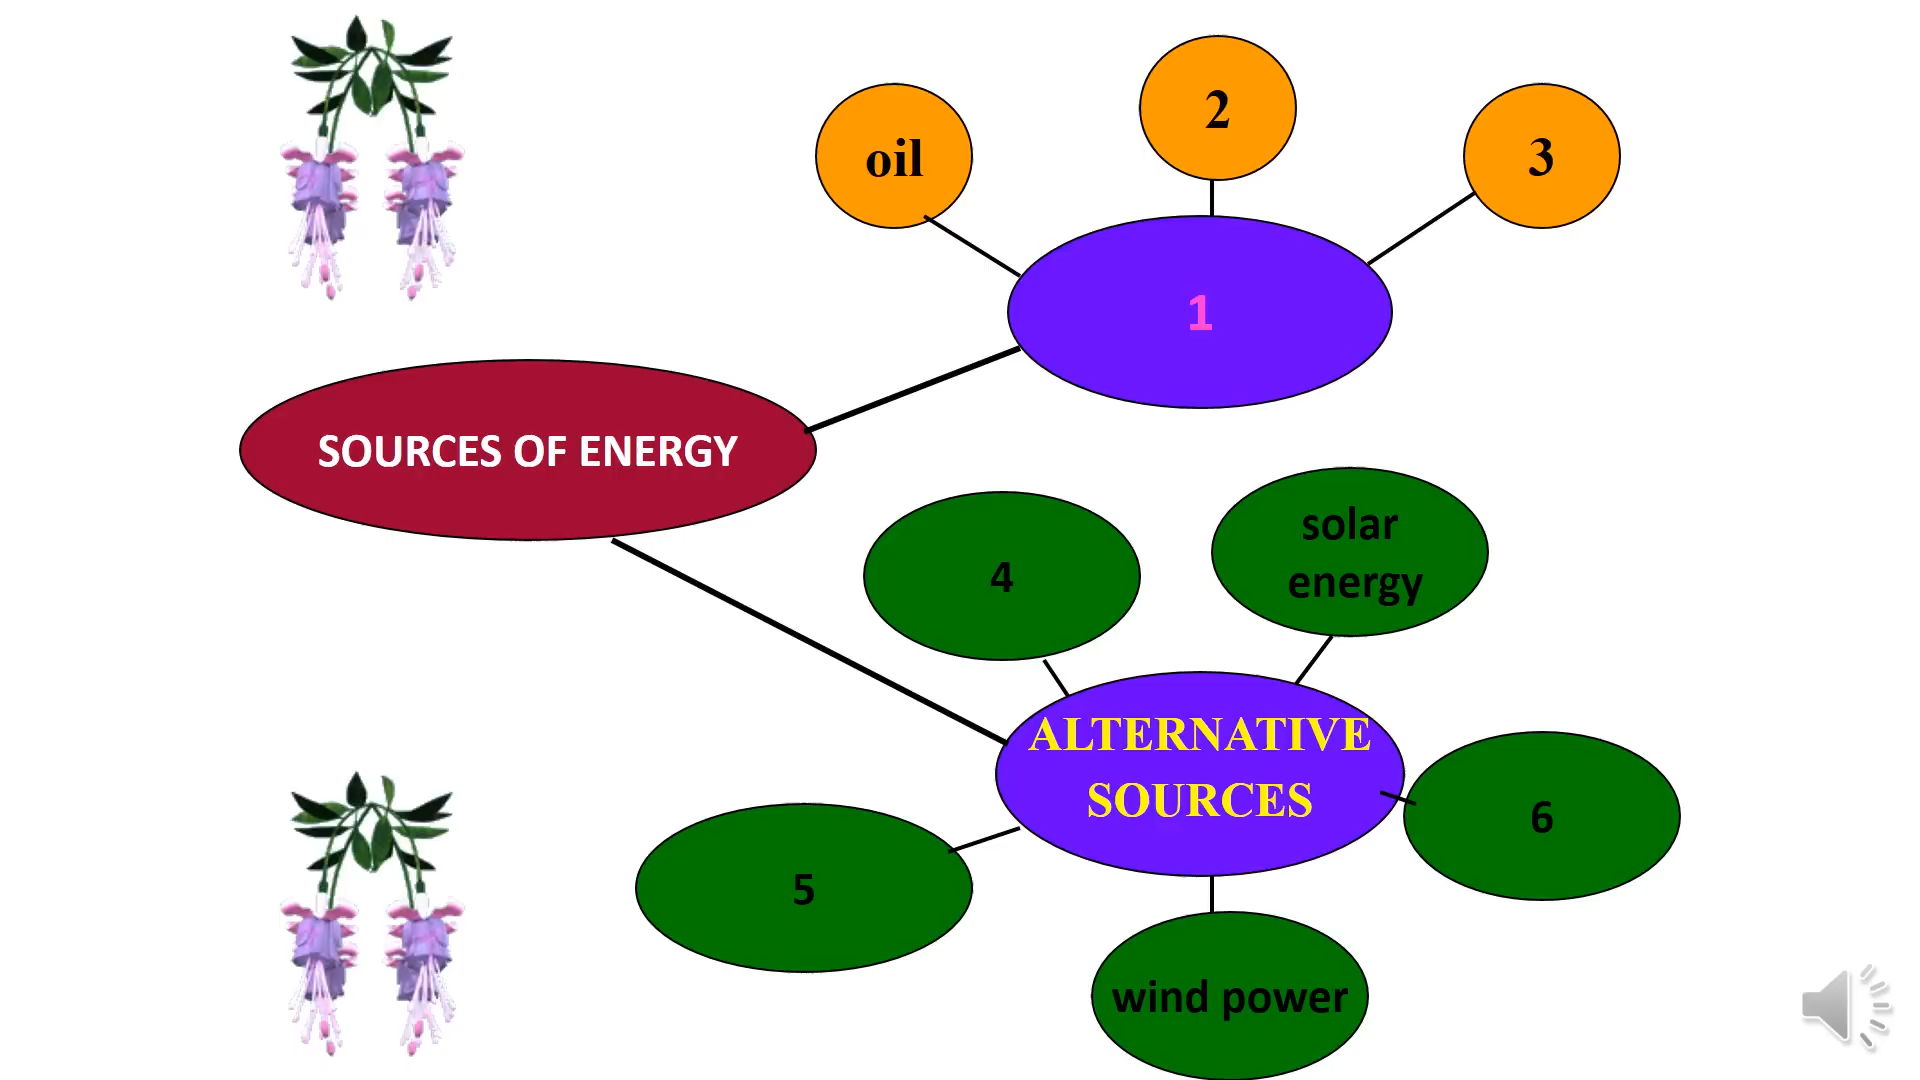 oil
2
3
1
SOURCES OF ENERGY
4
solar
energy
ALTERNATIVE
SOURCES
6
5
wind power